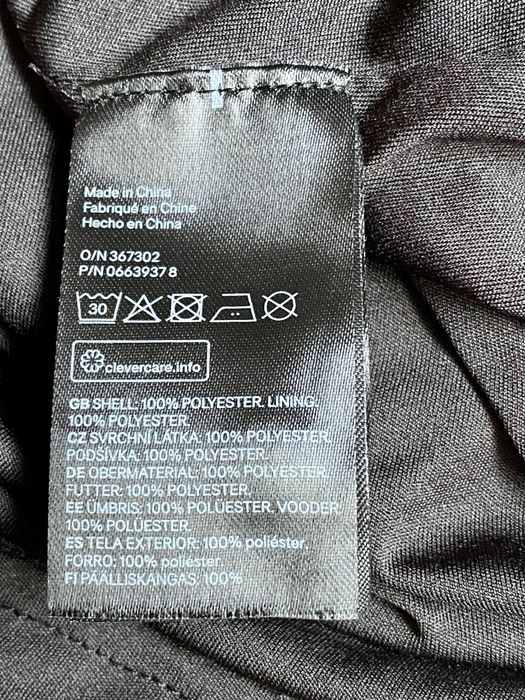 Made in China
Fabriqué en Chine
Hecho en China
O/N 367302
P/N 0663937 8
30
clevercare.info
GB SHELL: 100% POLYESTER. LINING:
100% POLYESTER.
CZ SVRCHNÍ LÁTKA: 100% POLYESTER.
PODŠÍVKA: 100% POLYESTER.
DE OBERMATERIAL: 100% POLYESTER.
FUTTER: 100% POLYESTER.
EE ÜMBRIS: 100% POLÜESTER. VOODER:
100% POLÜESTER.
ES TELA EXTERIOR: 100% poliéster.
FORRO: 100% poliéster.
FI PÄÄLLISKANGAS: 100%